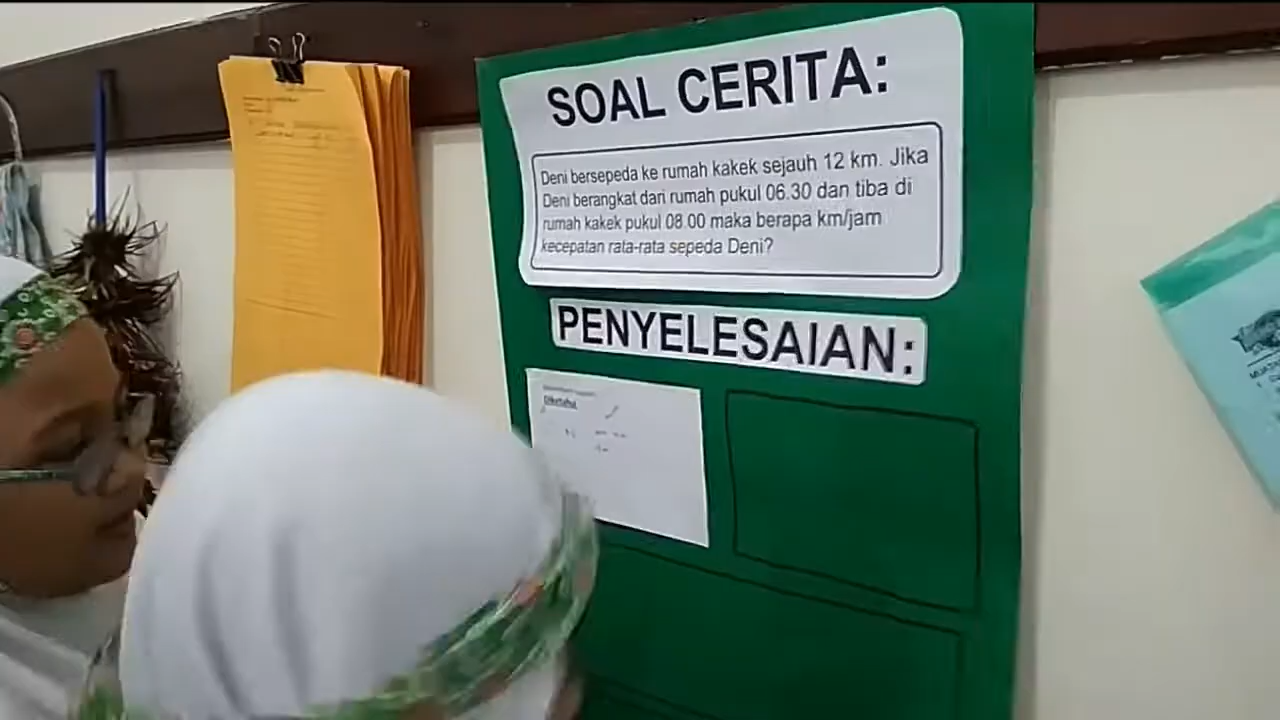 SOAL CERITA:
Deni bersepeda ke rumah kakek sejauh 12 km. Jika
Deni berangkat dari rumah pukul 06.30 dan tiba di
rumah kakek pukul 08.00 maka berapa km/jam
kecepatan rata-rata sepeda Deni?
PENYELESAIAN:
Diketahui